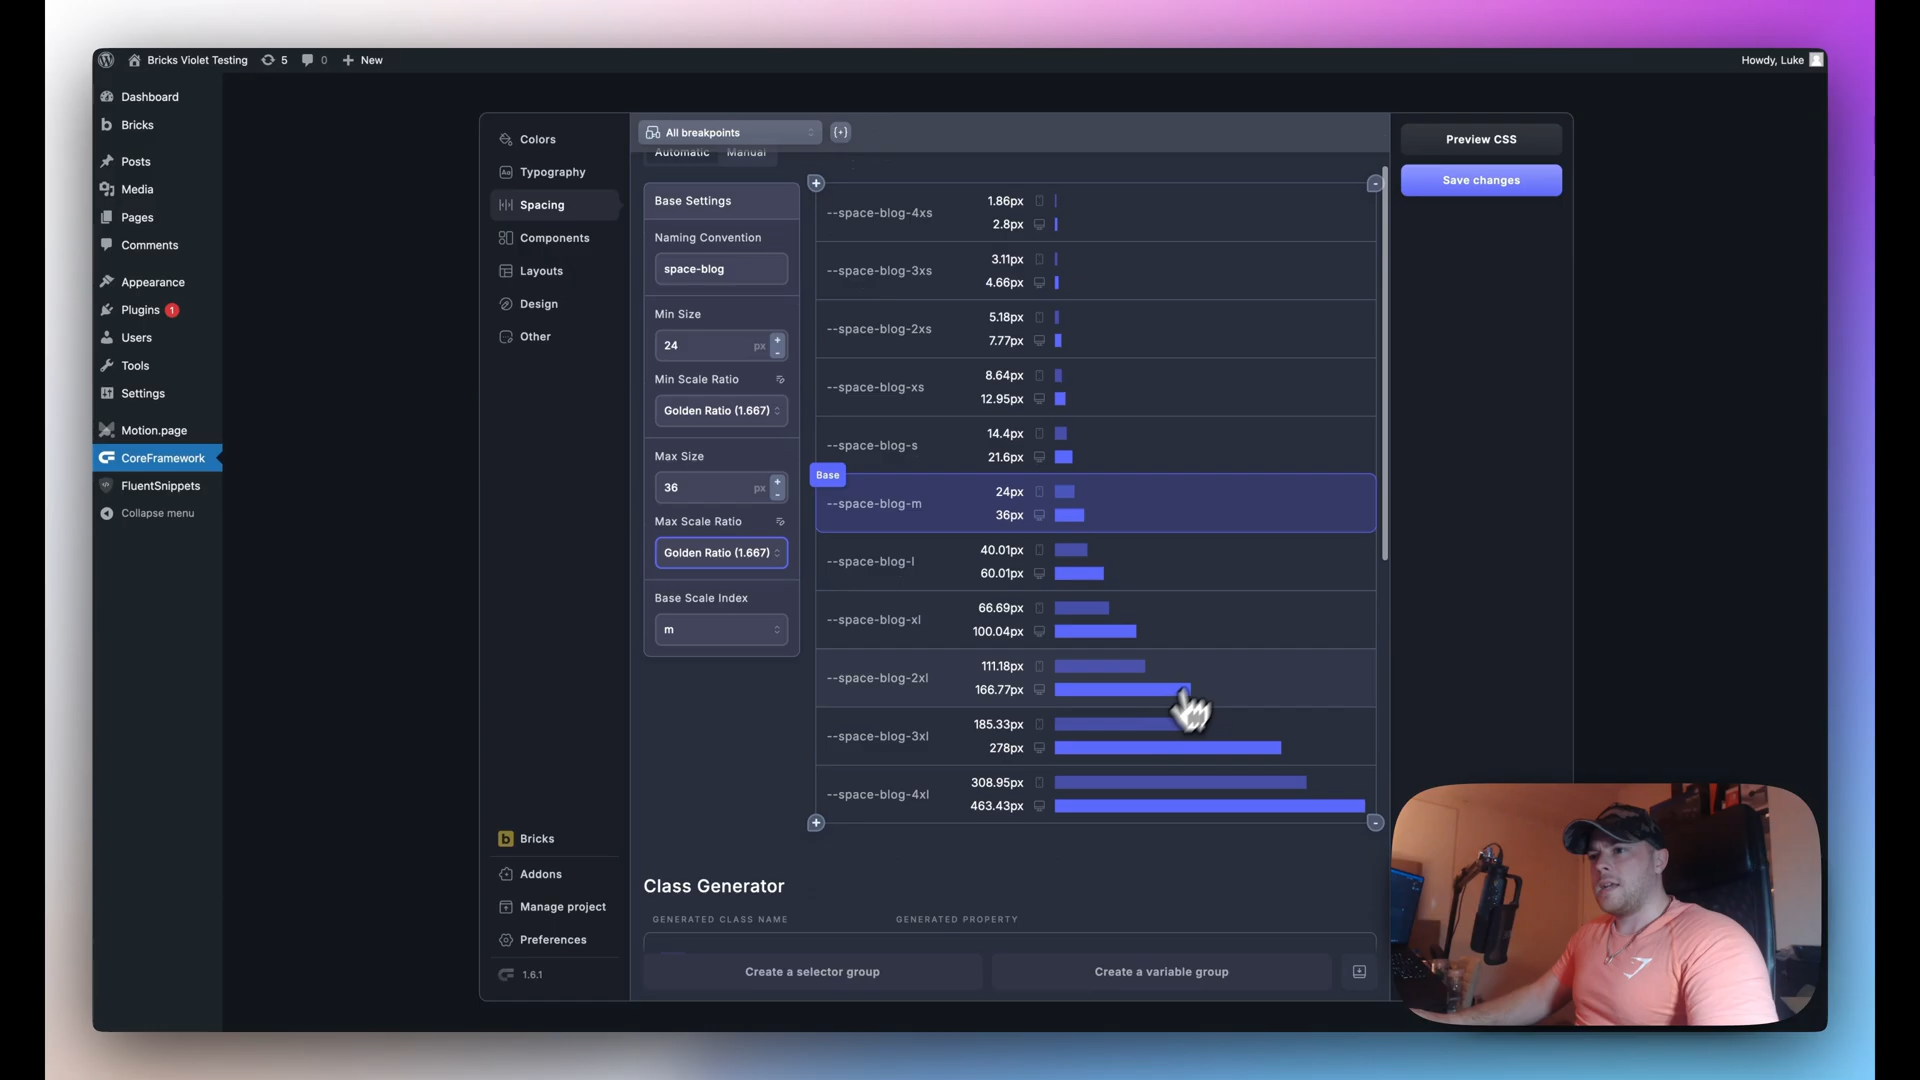 Bricks Violet Testing
5
0
New
Howdy, Luke
Dashboard
Bricks
Posts
Media
Pages
Comments
Appearance
Plugins 1
Users
Tools
Settings
Motion.page
CoreFramework
FluentSnippets
Collapse menu
Colors
Typography
Spacing
Components
Layouts
Design
Other
Bricks
Addons
Manage project
Preferences
1.6.1
All breakpoints
Automatic
Manual
Base Settings
Naming Convention
space-blog
Min Size
24 px
Min Scale Ratio
Golden Ratio (1.667)
Max Size
36 px
Max Scale Ratio
Golden Ratio (1.667)
Base Scale Index
m
--space-blog-4xs
1.86px
2.8px
--space-blog-3xs
3.11px
4.66px
--space-blog-2xs
5.18px
7.77px
--space-blog-xs
8.64px
12.95px
--space-blog-s
14.4px
21.6px
Base
--space-blog-m
24px
36px
--space-blog-l
40.01px
60.01px
--space-blog-xl
66.69px
100.04px
--space-blog-2xl
111.18px
166.77px
--space-blog-3xl
185.33px
278px
--space-blog-4xl
308.95px
463.43px
Class Generator
GENERATED CLASS NAME
GENERATED PROPERTY
Create a selector group
Create a variable group
Preview CSS
Save changes